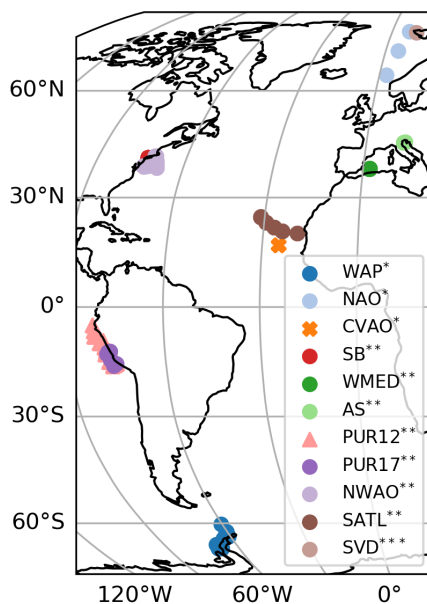 60°N
30°N
0°
30°S
60°S
WAP*
NAO*
CVAO*
SB**
WMED**
AS**
PUR12**
PUR17**
NWAO**
SATL**
SVD***
120°W
60°W
0°